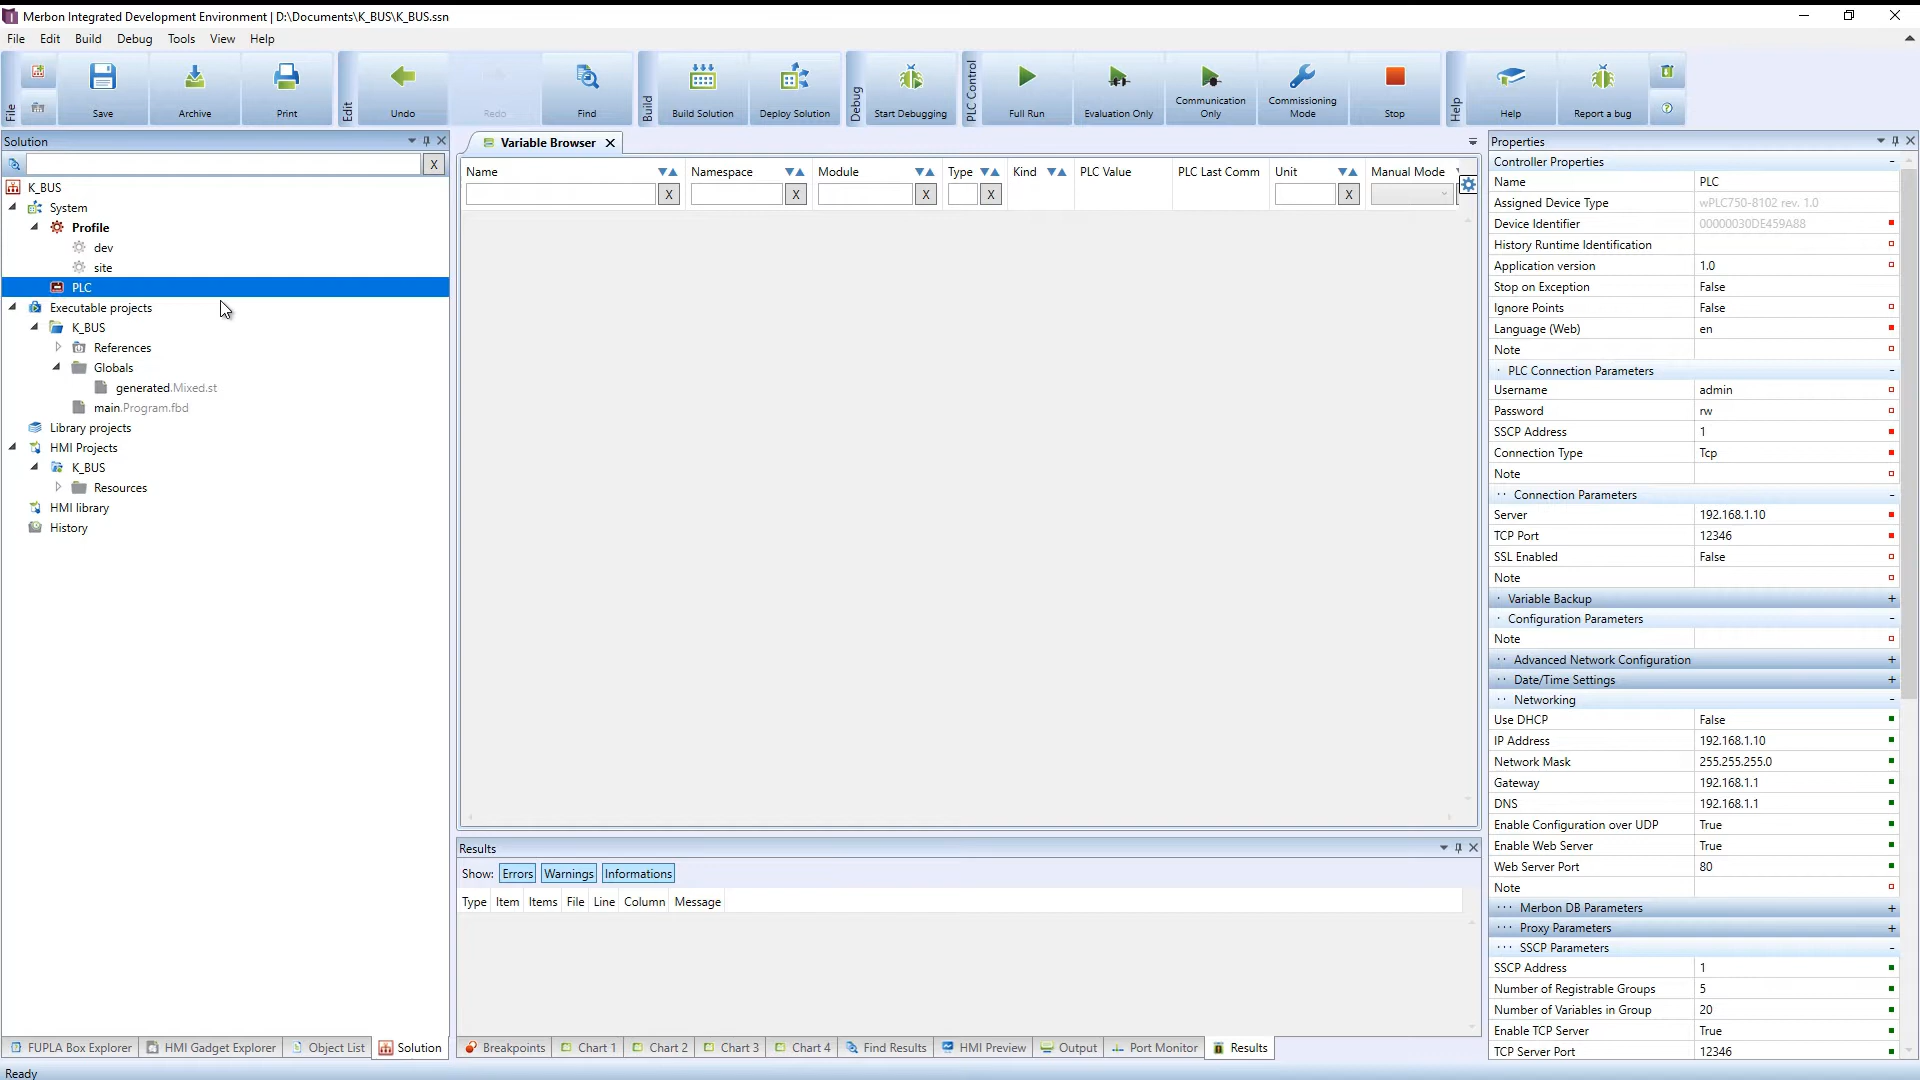 Merbon Integrated Development Environment | D:\Documents\K_BUS\K_BUS.ssn
File Edit Build Debug Tools View Help
File Save Archive Print Edit Undo Redo Find Build Build Solution Deploy Solution Debug Start Debugging PLC Control Full Run Evaluation Only Communication Only Commissioning Mode Stop Help Help Report a bug
Solution
X
K_BUS
System
Profile
dev
site
PLC
Executable projects
K_BUS
References
Globals
generated.Mixed.st
main.Program.fbd
Library projects
HMI Projects
K_BUS
Resources
HMI library
History
FUPLA Box Explorer HMI Gadget Explorer Object List Solution
Variable Browser
Name Namespace Module Type Kind PLC Value PLC Last Comm Unit Manual Mode
X X X X X
Results
Show: Errors Warnings Informations
Type Item Items File Line Column Message
Breakpoints Chart 1 Chart 2 Chart 3 Chart 4 Find Results HMI Preview Output Port Monitor Results
Properties
Controller Properties -
Name PLC
Assigned Device Type wPLC750-8102 rev. 1.0
Device Identifier 00000030DE459A88
History Runtime Identification
Application version 1.0
Stop on Exception False
Ignore Points False
Language (Web) en
Note
PLC Connection Parameters -
Username admin
Password rw
SSCP Address 1
Connection Type Tcp
Note
Connection Parameters -
Server 192.168.1.10
TCP Port 12346
SSL Enabled False
Note
Variable Backup +
Configuration Parameters -
Note
Advanced Network Configuration +
Date/Time Settings +
Networking -
Use DHCP False
IP Address 192.168.1.10
Network Mask 255.255.255.0
Gateway 192.168.1.1
DNS 192.168.1.1
Enable Configuration over UDP True
Enable Web Server True
Web Server Port 80
Note
Merbon DB Parameters +
Proxy Parameters +
SSCP Parameters -
SSCP Address 1
Number of Registrable Groups 5
Number of Variables in Group 20
Enable TCP Server True
TCP Server Port 12346
Ready